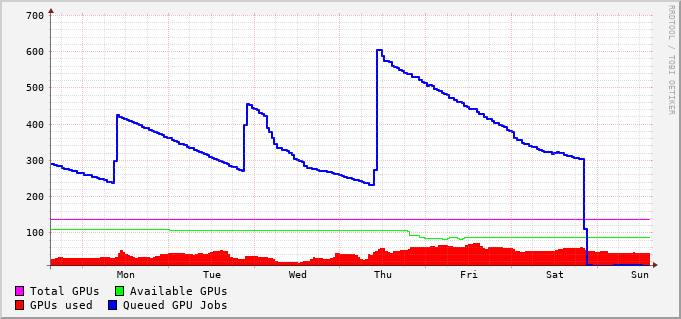 700
600
500
400
300
200
100
Mon Tue Wed Thu Fri Sat Sun
Total GPUs Available GPUs
GPUs used Queued GPU Jobs
RRDTOOL / TOBI OETIKER